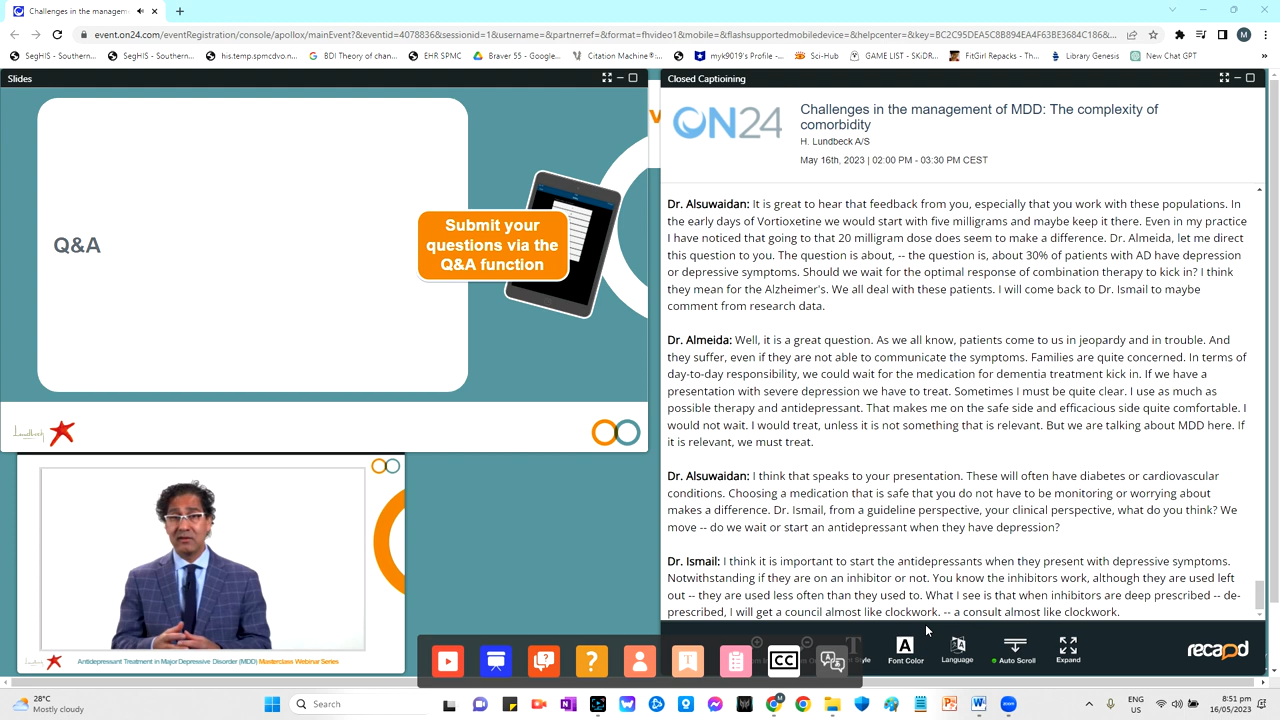 Challenges in the managem
event.on24.com/eventRegistration/console/apollox/mainEvent?&eventid=4078836&sessionid=1&username=&partnerref=&format=fhvideo1&mobile=&flashsupportedmobiledevice=&helpcenter=&key=BC2C95DEA5C8B894EA4F63BE3684C186&...
M
SegHS - Southern...
SegHS - Southern...
his.temp.spmcdvo.n...
BDI Theory of chan...
EHR SPMC
Braver 55 - Google...
Citation Machine®:...
myk9019's Profile -...
Sci-Hub
GAME LIST - SKiDR...
FitGirl Repacks - Th...
Library Genesis
New Chat GPT
Slides
Q&A
Submit your
questions via the
Q&A function
Lundbeck
Antidepressant Treatment in Major Depressive Disorder (MDD) Masterclass Webinar Series
Closed Captioining
ON24
Challenges in the management of MDD: The complexity of
comorbidity
H. Lundbeck A/S
May 16th, 2023 | 02:00 PM - 03:30 PM CEST
Dr. Alsuwaidan: It is great to hear that feedback from you, especially that you work with these populations. In
the early days of Vortioxetine we would start with five milligrams and maybe keep it there. Even in my practice
I have noticed that going to that 20 milligram dose does seem to make a difference. Dr. Almeida, let me direct
this question to you. The question is about, -- the question is, about 30% of patients with AD have depression
or depressive symptoms. Should we wait for the optimal response of combination therapy to kick in? I think
they mean for the Alzheimer's. We all deal with these patients. I will come back to Dr. Ismail to maybe
comment from research data.
Dr. Almeida: Well, it is a great question. As we all know, patients come to us in jeopardy and in trouble. And
they suffer, even if they are not able to communicate the symptoms. Families are quite concerned. In terms of
day-to-day responsibility, we could wait for the medication for dementia treatment kick in. If we have a
presentation with severe depression we have to treat. Sometimes I must be quite clear. I use as much as
possible therapy and antidepressant. That makes me on the safe side and efficacious side quite comfortable. I
would not wait. I would treat, unless it is not something that is relevant. But we are talking about MDD here. If
it is relevant, we must treat.
Dr. Alsuwaidan: I think that speaks to your presentation. These will often have diabetes or cardiovascular
conditions. Choosing a medication that is safe that you do not have to be monitoring or worrying about
makes a difference. Dr. Ismail, from a guideline perspective, your clinical perspective, what do you think? We
move -- do we wait or start an antidepressant when they have depression?
Dr. Ismail: I think it is important to start the antidepressants when they present with depressive symptoms.
Notwithstanding if they are on an inhibitor or not. You know the inhibitors work, although they are used left
out -- they are used less often than they used to. What I see is that when inhibitors are deep prescribed -- de-
prescribed, I will get a council almost like clockwork. -- a consult almost like clockwork.
Font Color
Language
Auto Scroll
Expand
recapd
CC
28°C
Mostly cloudy
Search
ENG
US
8:51 pm
16/05/2023